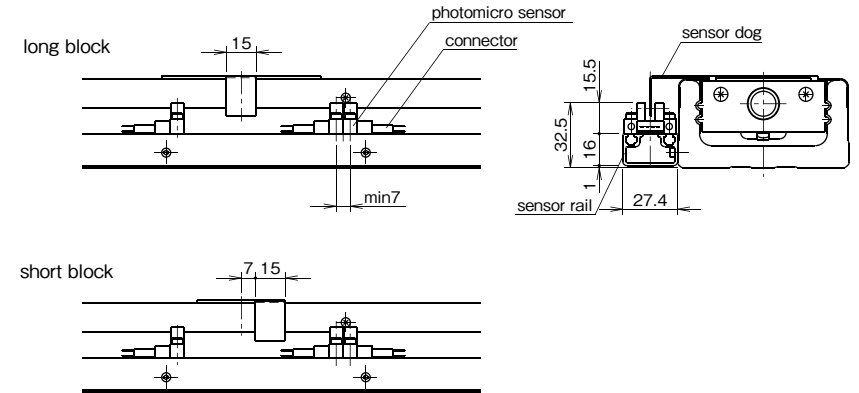 photomicro sensor
long block
15
connector
min7
sensor dog
15.5
32.5
16
1
sensor rail
27.4
short block
7 15